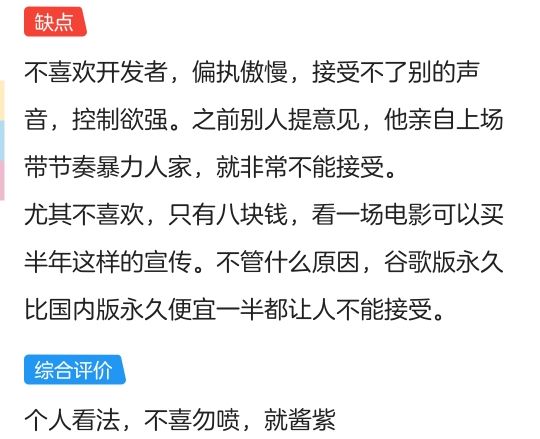 缺点
不喜欢开发者，偏执傲慢，接受不了别的声
音，控制欲强。之前别人提意见，他亲自上场
带节奏暴力人家，就非常不能接受。
尤其不喜欢，只有八块钱，看一场电影可以买
半年这样的宣传。不管什么原因，谷歌版永久
比国内版永久便宜一半都让人不能接受。
综合评价
个人看法，不喜勿喷，就酱紫